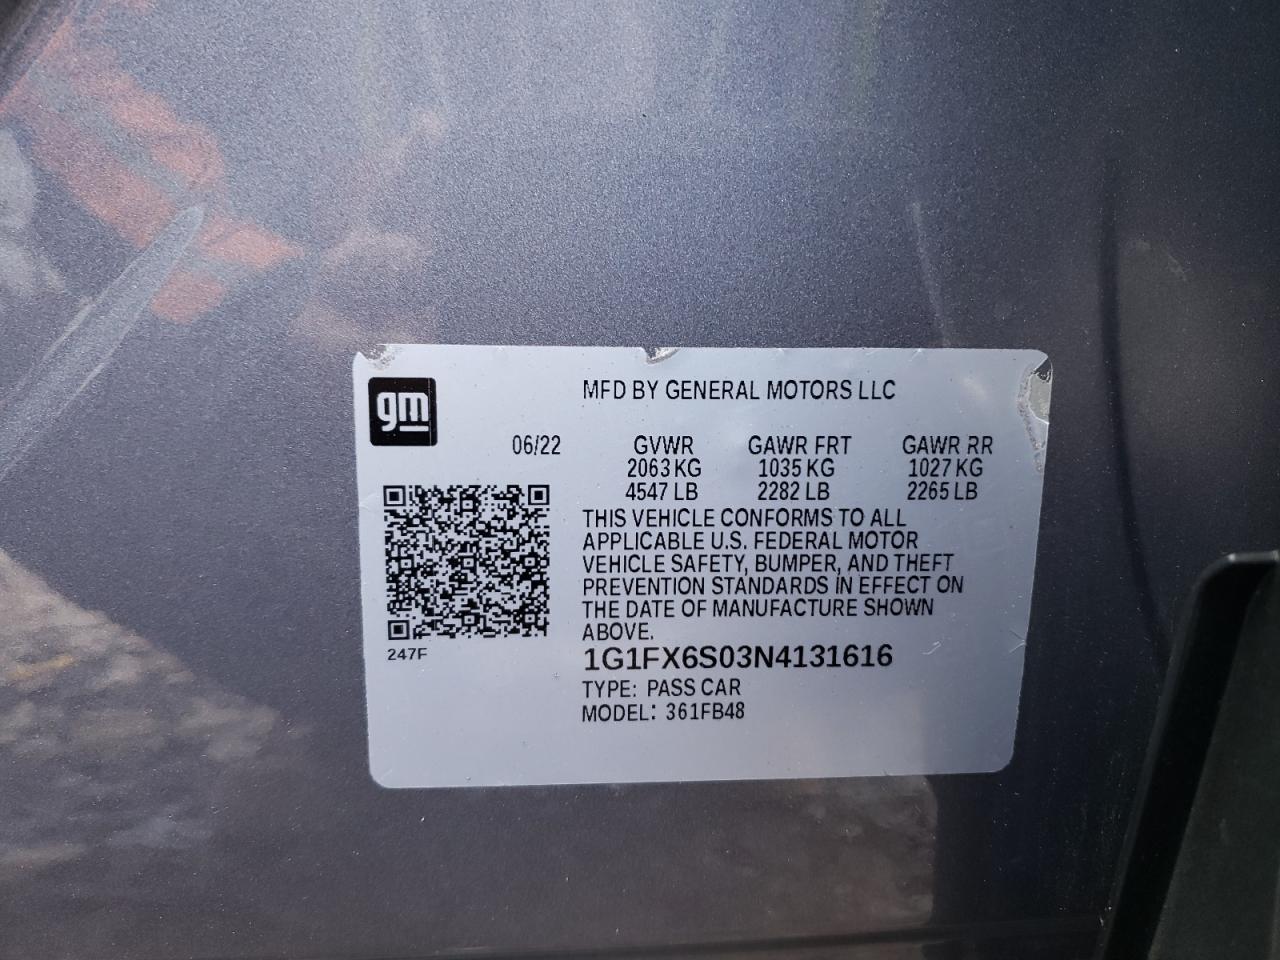 gm
MFD BY GENERAL MOTORS LLC
06/22 GVWR GAWR FRT GAWR RR
2063 KG 1035 KG 1027 KG
4547 LB 2282 LB 2265 LB
THIS VEHICLE CONFORMS TO ALL
APPLICABLE U.S. FEDERAL MOTOR
VEHICLE SAFETY, BUMPER, AND THEFT
PREVENTION STANDARDS IN EFFECT ON
THE DATE OF MANUFACTURE SHOWN
ABOVE.
247F
1G1FX6S03N4131616
TYPE: PASS CAR
MODEL: 361FB48